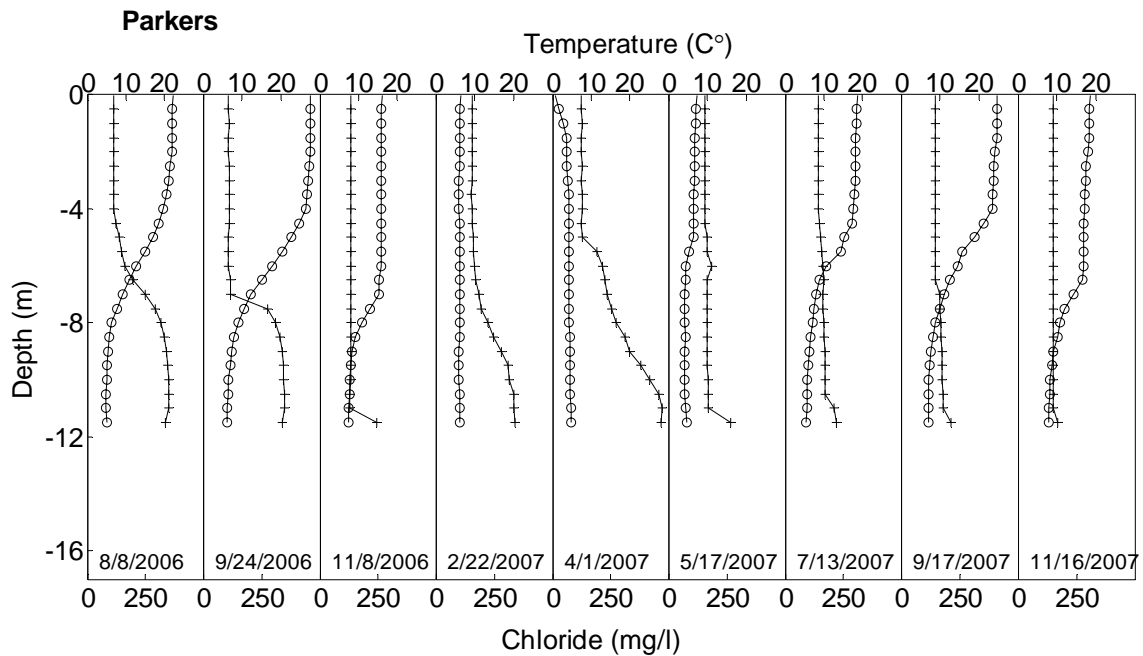 Parkers
Temperature (C°)
0 10 20 0 10 20 0 10 20 0 10 20 0 10 20 0 10 20 0 10 20 0 10 20 0 10 20
0
-4
-8
-12
-16
Depth (m)
8/8/2006 9/24/2006 11/8/2006 2/22/2007 4/1/2007 5/17/2007 7/13/2007 9/17/2007 11/16/2007
0 250 0 250 0 250 0 250 0 250 0 250 0 250 0 250 0 250
Chloride (mg/l)